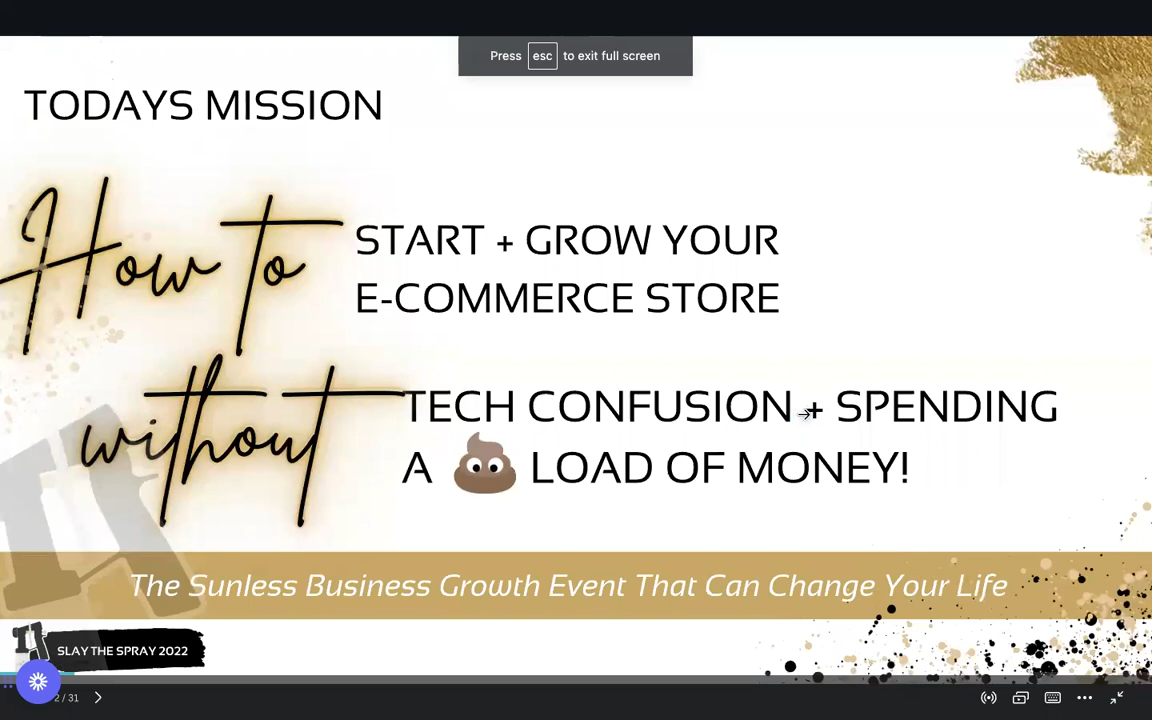 Press esc to exit full screen
TODAYS MISSION
How to
START + GROW YOUR
E-COMMERCE STORE
without
TECH CONFUSION + SPENDING
A 💩 LOAD OF MONEY!
The Sunless Business Growth Event That Can Change Your Life
SLAY THE SPRAY 2022
2 / 31